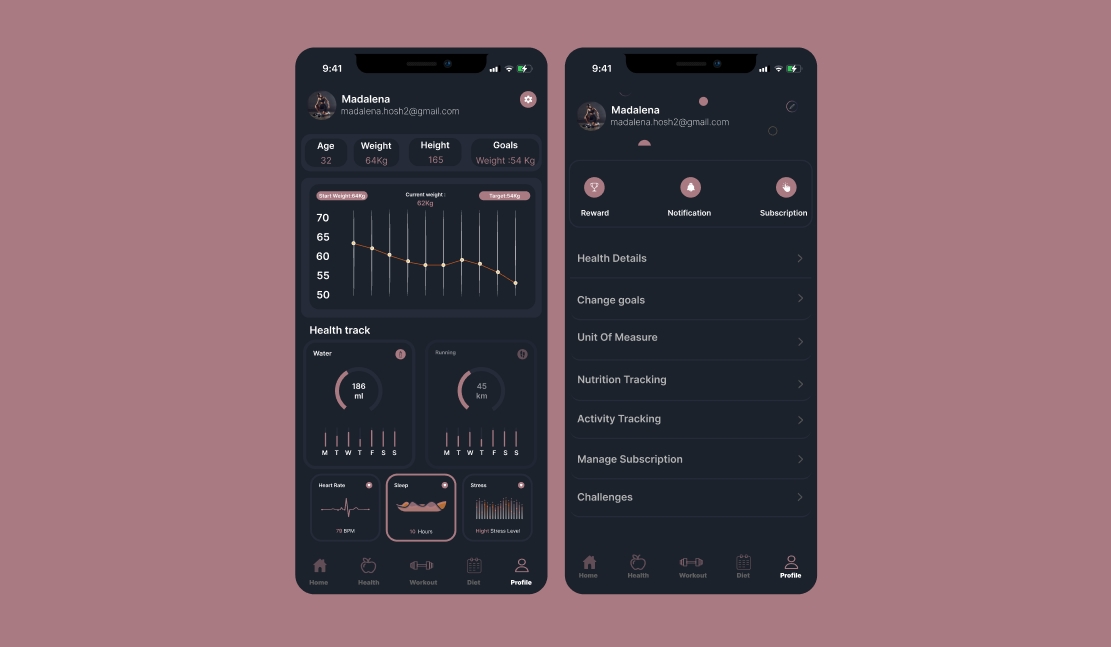 9:41
Madalena
madalena.hosh2@gmail.com
Age Weight Height Goals
32 64Kg 165 Weight :54 Kg
Start Weight:64Kg Current weight : Target:54Kg
62Kg
70
65
60
55
50
Health track
Water Running
186 45
ml km
M T W T F S S M T W T F S S
Heart Rate Sleep Stress
79 BPM 10 Hours Hight Stress Level
Home Health Workout Diet Profile
9:41
Madalena
madalena.hosh2@gmail.com
Reward Notification Subscription
Health Details
Change goals
Unit Of Measure
Nutrition Tracking
Activity Tracking
Manage Subscription
Challenges
Home Health Workout Diet Profile